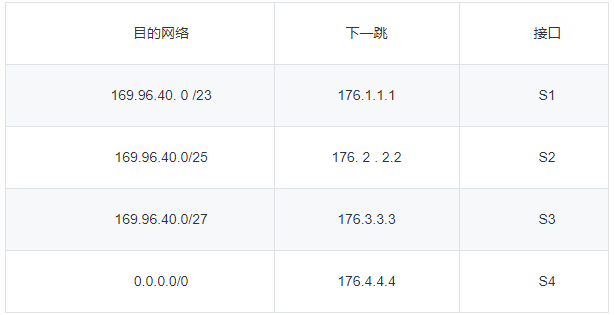 目的网络 下一跳 接口
169.96.40. 0 /23 176.1.1.1 S1
169.96.40.0/25 176. 2 . 2.2 S2
169.96.40.0/27 176.3.3.3 S3
0.0.0.0/0 176.4.4.4 S4